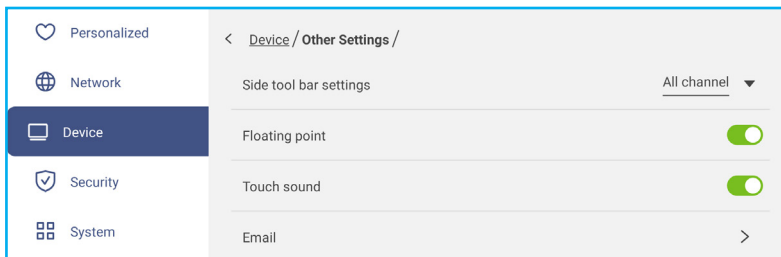 Personalized
Network
Device
Security
System
Device / Other Settings /
Side tool bar settings All channel
Floating point
Touch sound
Email